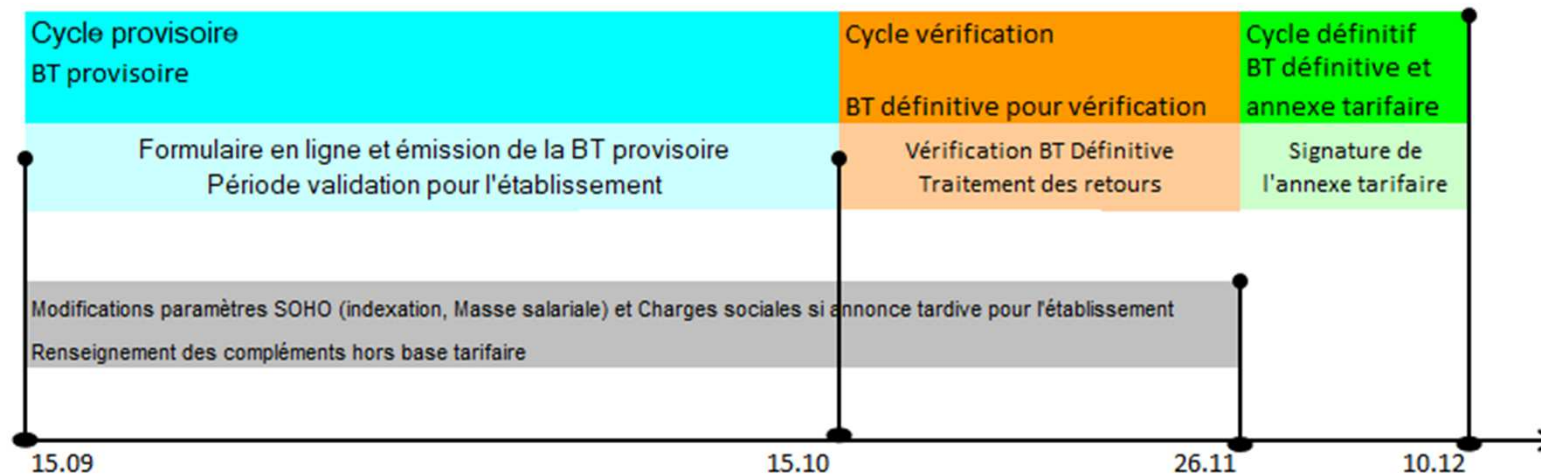 Cycle provisoire
BT provisoire
Cycle vérification
BT définitive pour vérification
Cycle définitif
BT définitive et
annexe tarifaire
Formulaire en ligne et émission de la BT provisoire
Période validation pour l'établissement
Vérification BT Définitive
Traitement des retours
Signature de
l'annexe tarifaire
Modifications paramètres SOHO (indexation, Masse salariale) et Charges sociales si annonce tardive pour l'établissement
Renseignement des compléments hors base tarifaire
15.09
15.10
26.11
10.12